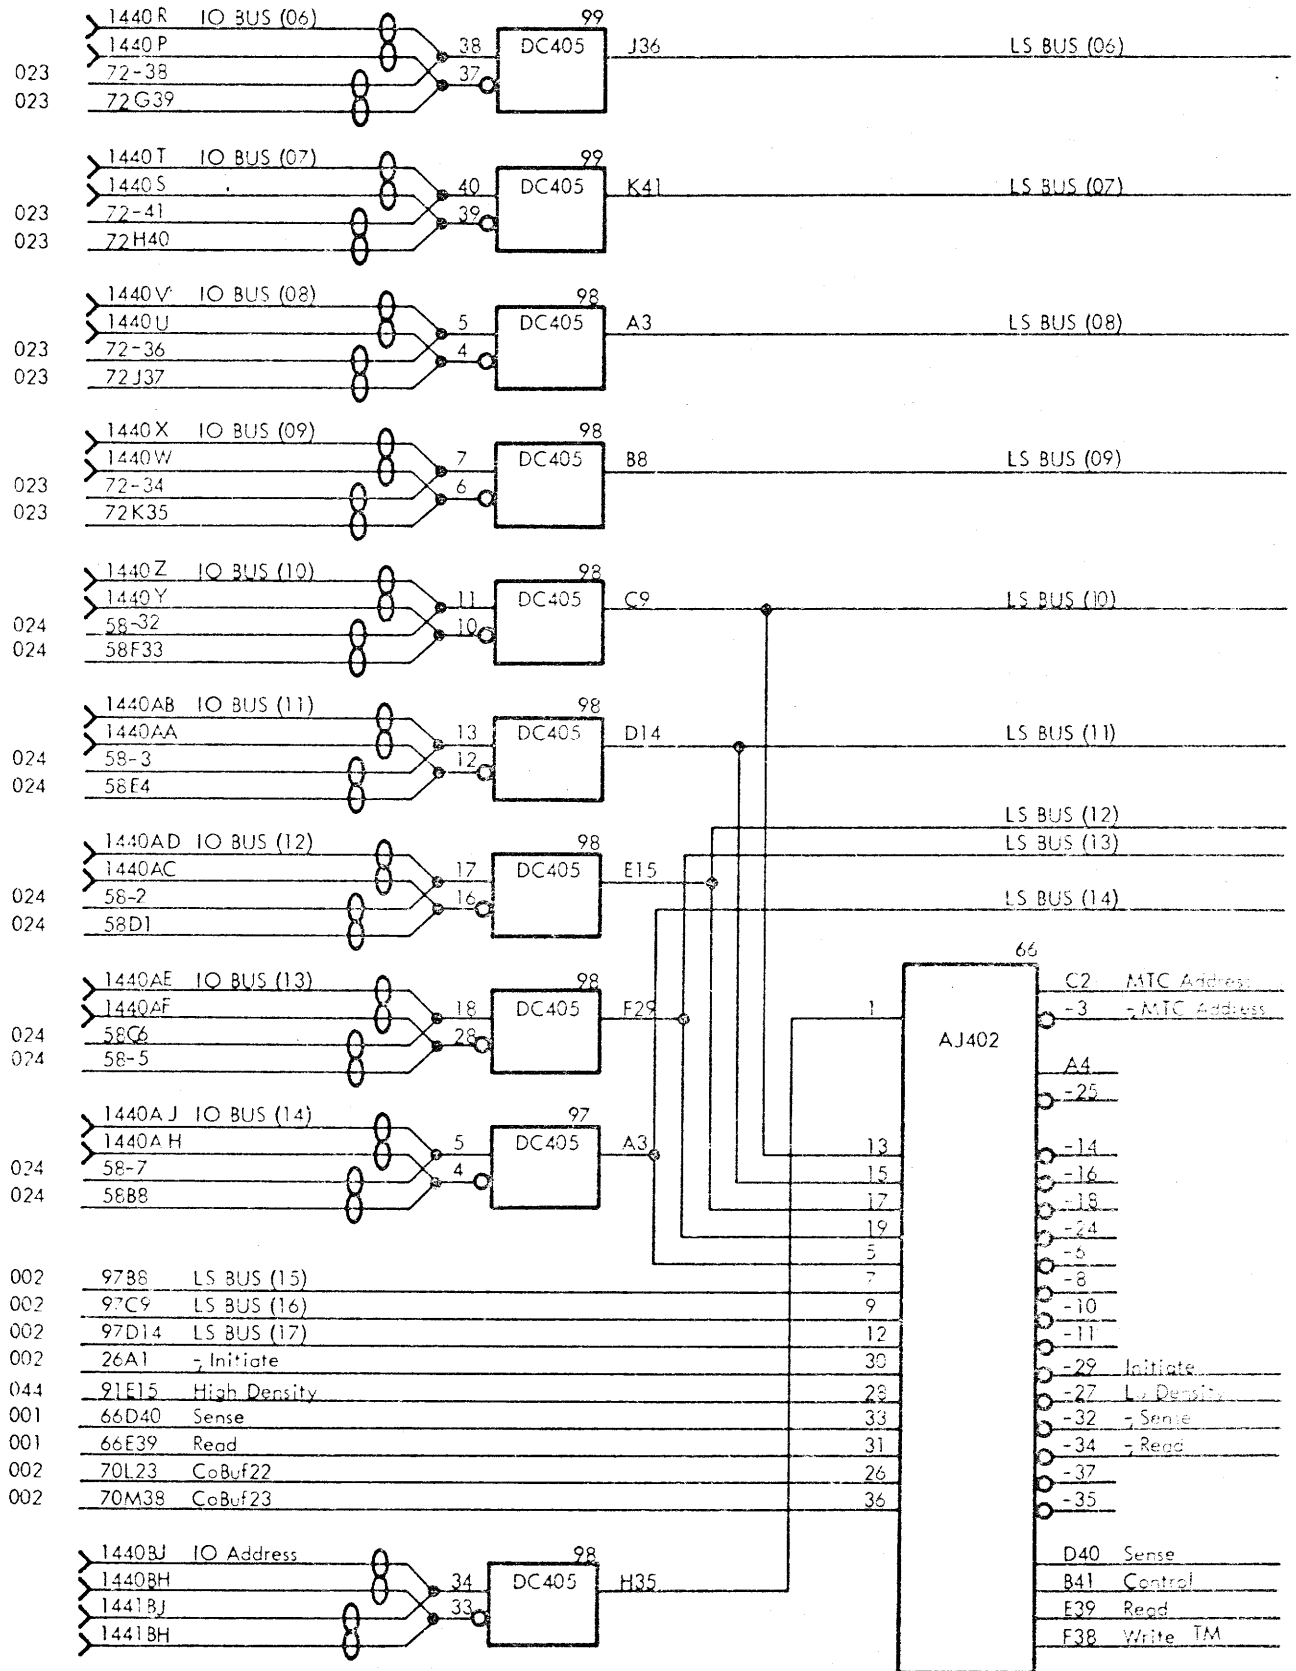 1440R IO BUS (06) 99
1440P 38 DC405 J36 LS BUS (06)
023 72-38 37
023 72G39
1440T IO BUS (07) 99
1440S 40 DC405 K41 LS BUS (07)
023 72-41 39
023 72H40
1440V IO BUS (08) 98
1440U 5 DC405 A3 LS BUS (08)
023 72-36 4
023 72J37
1440X IO BUS (09) 98
1440W 7 DC405 B8 LS BUS (09)
023 72-34 6
023 72K35
1440Z IO BUS (10) 98
1440Y 11 DC405 C9 LS BUS (10)
024 58-32 10
024 58F33
1440AB IO BUS (11) 98
1440AA 13 DC405 D14 LS BUS (11)
024 58-3 12
024 58E4
LS BUS (12)
1440AD IO BUS (12) 98 LS BUS (13)
1440AC 17 DC405 E15
024 58-2 16 LS BUS (14)
024 58D1
66
1440AE IO BUS (13) 98 C2 MTC Address
1440AF 18 DC405 F29 1 -3 ¬MTC Address
024 58C6 28 AJ402
024 58-5 A4
-25
1440AJ IO BUS (14) 97
1440AH 5 DC405 A3 13 -14
024 58-7 4 15 -16
024 58B8 17 -18
19 -24
5 -6
002 97B8 LS BUS (15) 7 -8
002 97C9 LS BUS (16) 9 -10
002 97D14 LS BUS (17) 12 -11
002 26A1 ¬Initiate 30 -29 Initiate
044 91E15 High Density 28 -27 Lo Density
001 66D40 Sense 33 -32 ¬Sense
001 66E39 Read 31 -34 ¬Read
002 70L23 CoBuf22 26 -37
002 70M38 CoBuf23 36 -35
1440BJ IO Address 98 D40 Sense
1440BH 34 DC405 H35 B41 Control
1441BJ 33 E39 Read
1441BH F38 Write TM